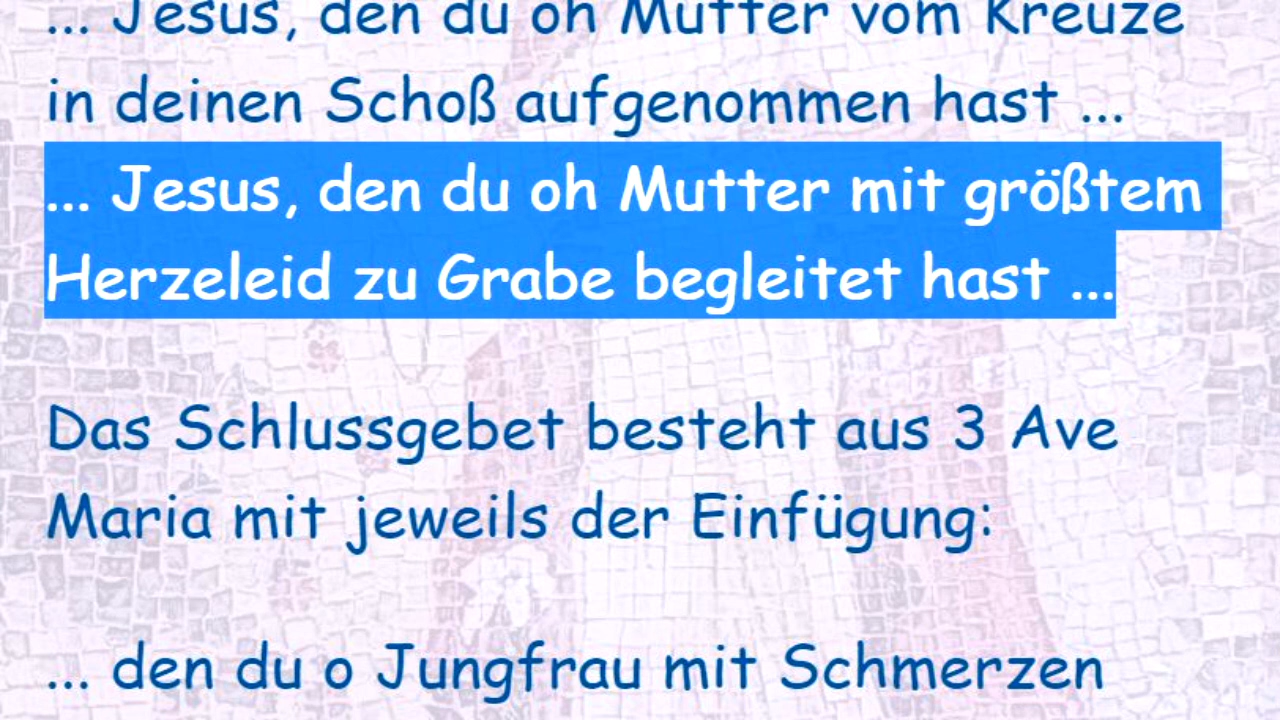 ... Jesus, den du oh Mutter vom Kreuze
in deinen Schoß aufgenommen hast ...
... Jesus, den du oh Mutter mit größtem
Herzeleid zu Grabe begleitet hast ...
Das Schlussgebet besteht aus 3 Ave
Maria mit jeweils der Einfügung:
... den du o Jungfrau mit Schmerzen